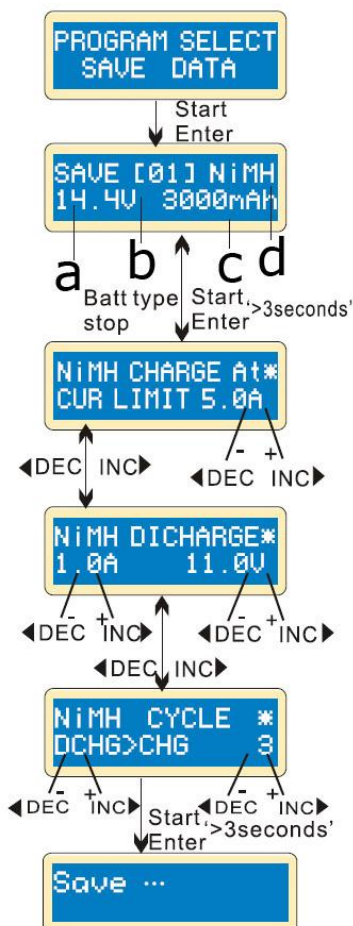 PROGRAM SELECT
SAVE DATA
Start
Enter
SAVE [01] NiMH
14.4V 3000mAh
a b c d
Batt type
stop
Start
Enter
'>3seconds'
NiMH CHARGE At*
CUR LIMIT 5.0A
◀DEC INC▶
- +
◀DEC INC▶
NiMH DICHARGE*
1.0A 11.0V
- +
◀DEC INC▶
- +
◀DEC INC▶
◀DEC INC▶
NiMH CYCLE *
DCHG>CHG 3
- +
◀DEC INC▶
- +
◀DEC INC▶
Start
Enter
'>3seconds'
Save ...